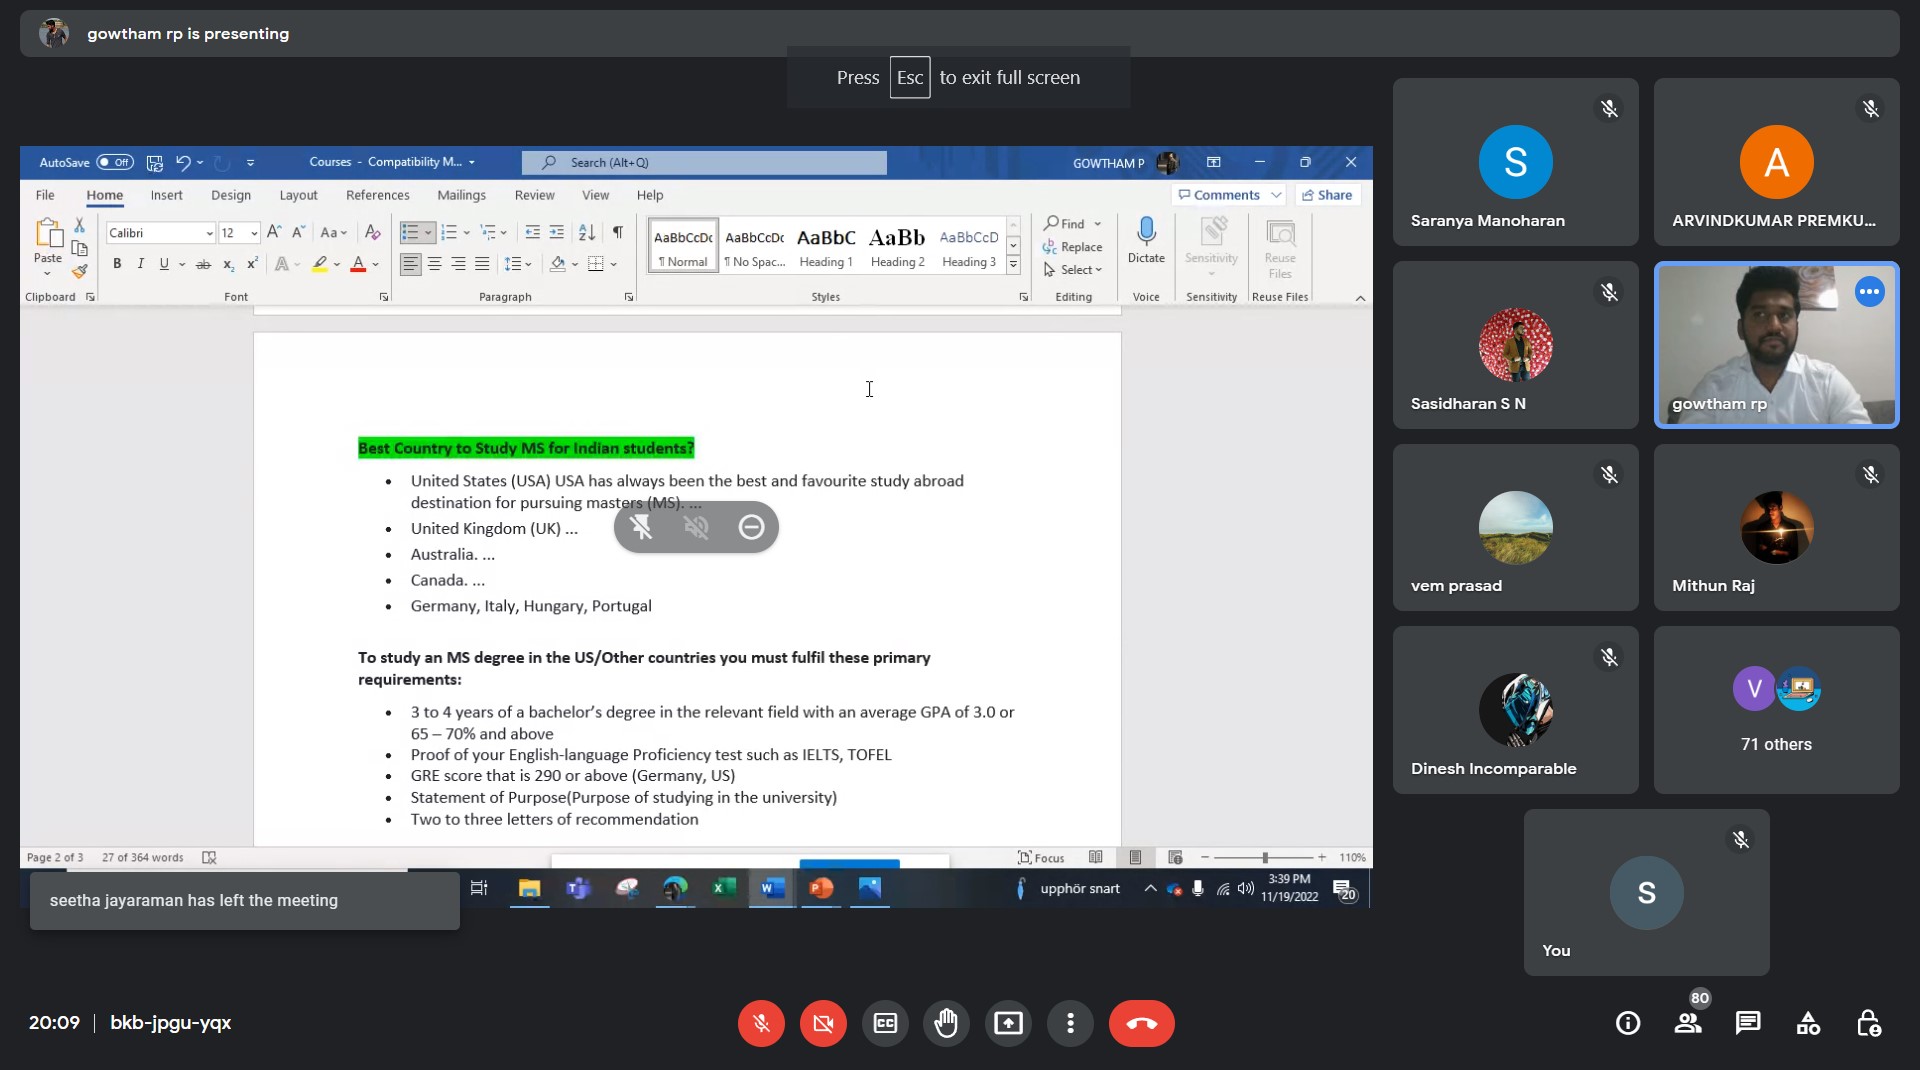 gowtham rp is presenting
Press Esc to exit full screen
AutoSave Off
Courses - Compatibility M...
Search (Alt+Q)
GOWTHAM P
File Home Insert Design Layout References Mailings Review View Help
Comments
Share
Paste
Calibri 12
Aa
B I U ab x₂ x²
AaBbCcDc AaBbCcDc AaBbC AaBb AaBbCcD
¶ Normal ¶ No Spac... Heading 1 Heading 2 Heading 3
Find
Replace
Select
Dictate
Sensitivity
Reuse
Files
Clipboard Font Paragraph Styles Editing Voice Sensitivity Reuse Files
Best Country to Study MS for Indian students?
• United States (USA) USA has always been the best and favourite study abroad
destination for pursuing masters (MS). ...
• United Kingdom (UK) ...
• Australia. ...
• Canada. ...
• Germany, Italy, Hungary, Portugal
To study an MS degree in the US/Other countries you must fulfil these primary
requirements:
• 3 to 4 years of a bachelor’s degree in the relevant field with an average GPA of 3.0 or
65 – 70% and above
• Proof of your English-language Proficiency test such as IELTS, TOFEL
• GRE score that is 290 or above (Germany, US)
• Statement of Purpose(Purpose of studying in the university)
• Two to three letters of recommendation
Page 2 of 3 27 of 364 words
Focus
110%
upphör snart
3:39 PM
11/19/2022
20
seetha jayaraman has left the meeting
S
Saranya Manoharan
A
ARVINDKUMAR PREMKU...
Sasidharan S N
gowtham rp
vem prasad
Mithun Raj
Dinesh Incomparable
V
71 others
S
You
20:09 | bkb-jpgu-yqx
CC
80